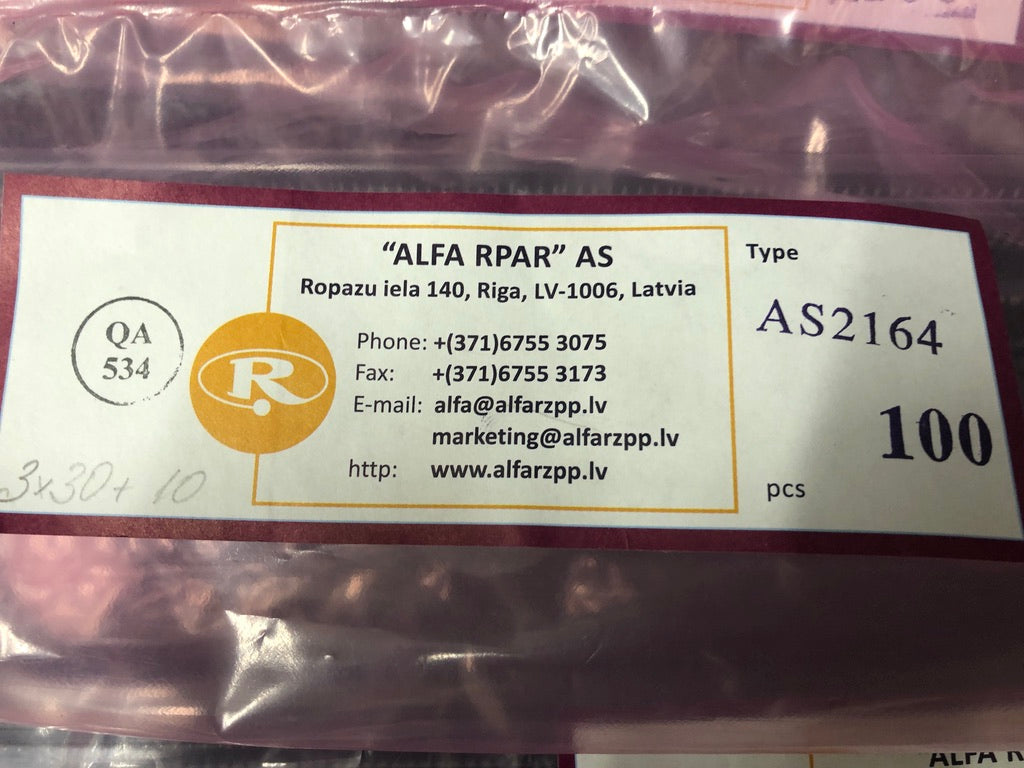 "ALFA RPAR" AS
Ropazu iela 140, Riga, LV-1006, Latvia
Phone: +(371)6755 3075
Fax: +(371)6755 3173
E-mail: alfa@alfarzpp.lv
marketing@alfarzpp.lv
http: www.alfarzpp.lv
QA
534
R
3x30+ 10
Type
AS2164
100
pcs
ALFA R